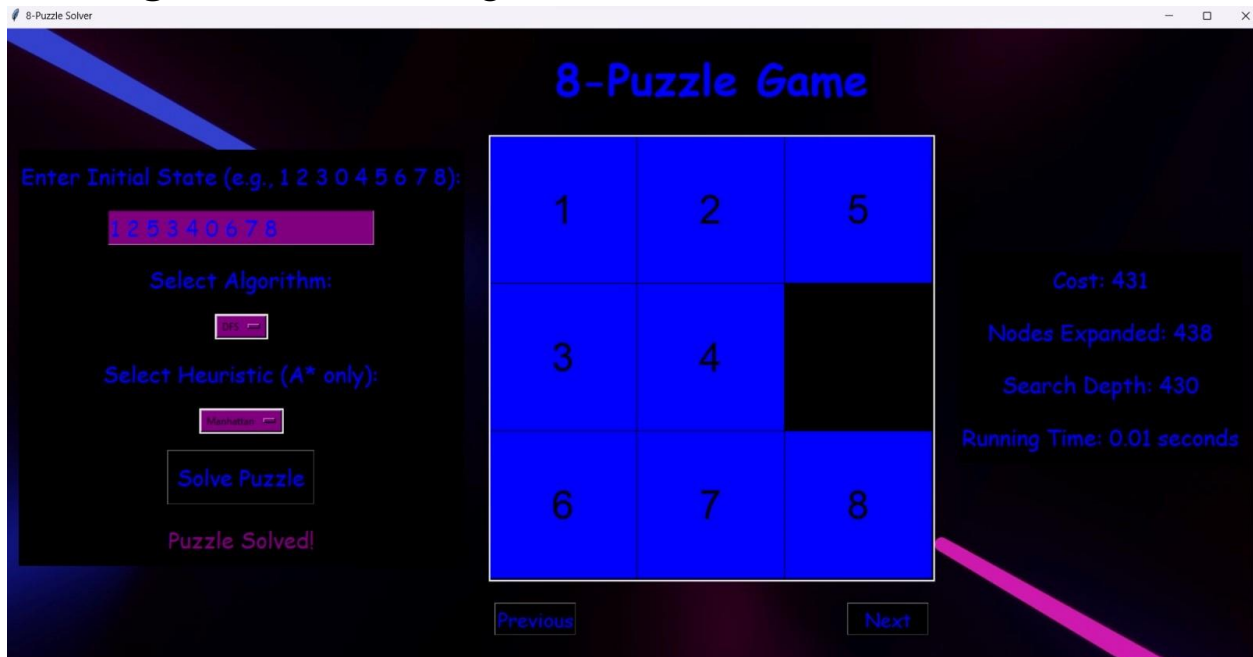 8-Puzzle Solver
8-Puzzle Game
Enter Initial State (e.g., 1 2 3 0 4 5 6 7 8):
1 2 5 3 4 0 6 7 8
Select Algorithm:
DFS
Select Heuristic (A* only):
Manhattan
Solve Puzzle
Puzzle Solved!
1 2 5
3 4
6 7 8
Previous
Next
Cost: 431
Nodes Expanded: 438
Search Depth: 430
Running Time: 0.01 seconds